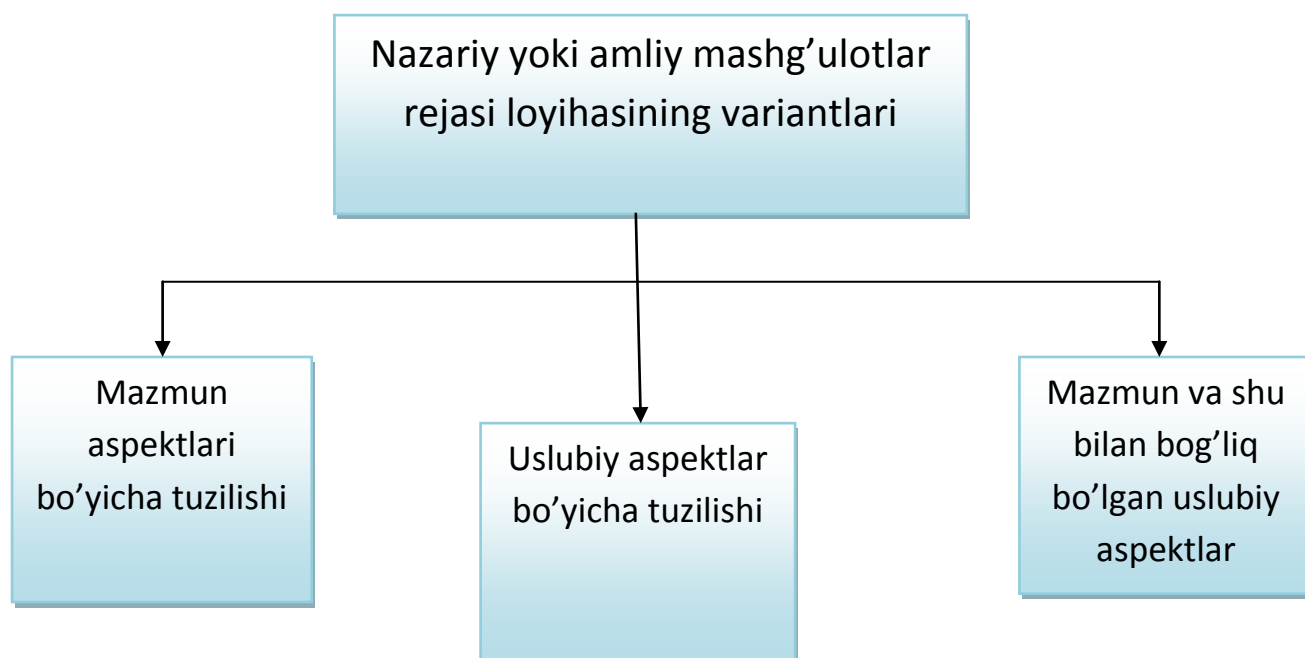 Nazariy yoki amliy mashg’ulotlar
rejasi loyihasining variantlari
Mazmun
aspektlari
bo’yicha tuzilishi
Uslubiy aspektlar
bo’yicha tuzilishi
Mazmun va shu
bilan bog’liq
bo’lgan uslubiy
aspektlar